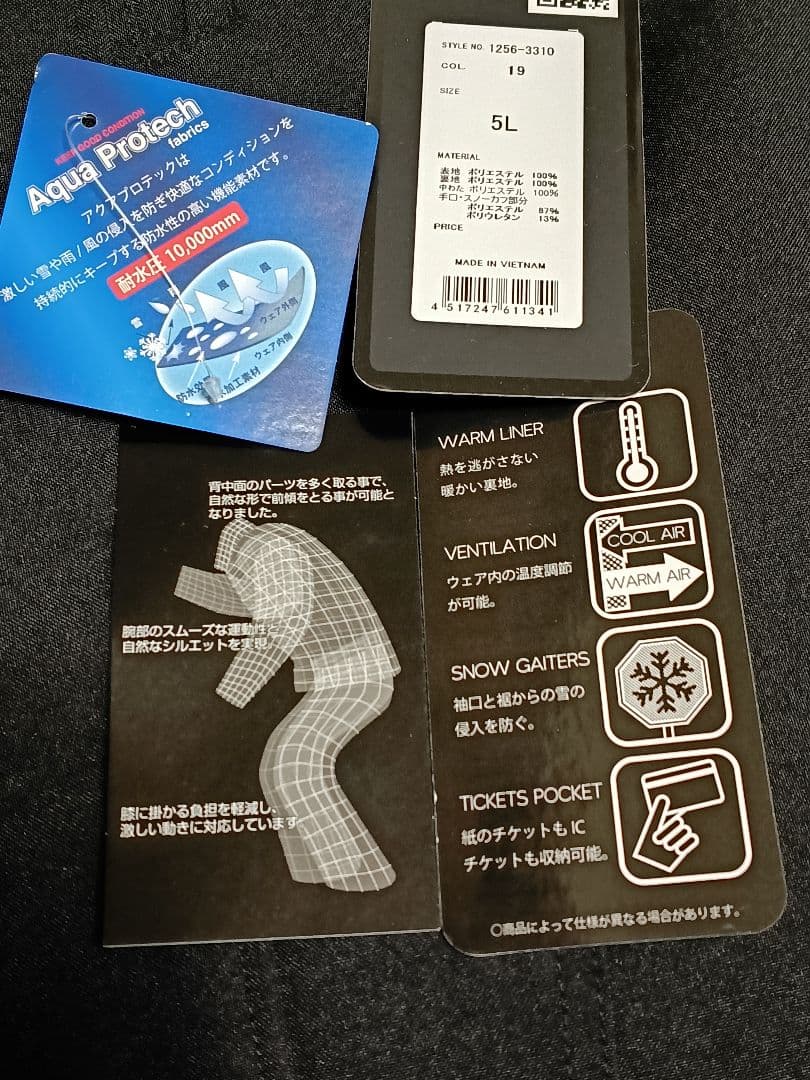 GOOD CONDITION
Aqua Protech
fabrics
アクアプロテックは
激しい雪や雨/風の侵入を防ぎ快適なコンディションを
持続的にキープする防水性の高い機能素材です。
耐水圧 10,000mm
風 風
雪
ウェア外側
ウェア内側
加工素材
STYLE NO. 1256-3310
COL. 19
SIZE
5L
MATERIAL
表地 ポリエステル 100%
裏地 ポリエステル 100%
中わた ポリエステル 100%
手口・スノーカフ部分
ポリエステル 87%
ポリウレタン 13%
PRICE
MADE IN VIETNAM
4 517247 611341
背中面のパーツを多く取る事で、
自然な形で前傾をとる事が可能と
なりました。
腕部のスムーズな運動性と
自然なシルエットを実現
膝に掛かる負担を軽減し、
激しい動きに対応しています
WARM LINER
熱を逃がさない
暖かい裏地。
VENTILATION
ウェア内の温度調節
が可能。
COOL AIR
WARM AIR
SNOW GAITERS
袖口と裾からの雪の
侵入を防ぐ。
TICKETS POCKET
紙のチケットもIC
チケットも収納可能。
○商品によって仕様が異なる場合があります。